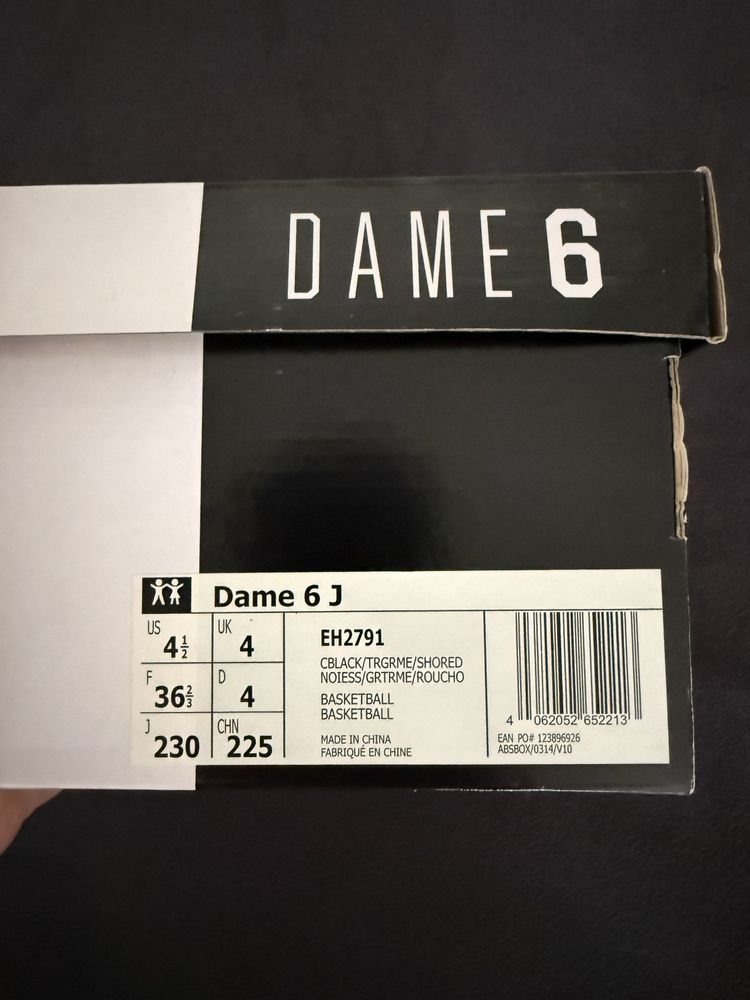 DAME 6
Dame 6 J
US 4½
UK 4
F 36⅔
D 4
J 230
CHN 225
EH2791
CBLACK/TRGRME/SHORED
NOIESS/GRTRME/ROUCHO
BASKETBALL
BASKETBALL
MADE IN CHINA
FABRIQUÉ EN CHINE
4 062052 652213
EAN PO# 123896926
ABSBOX/0314/V10